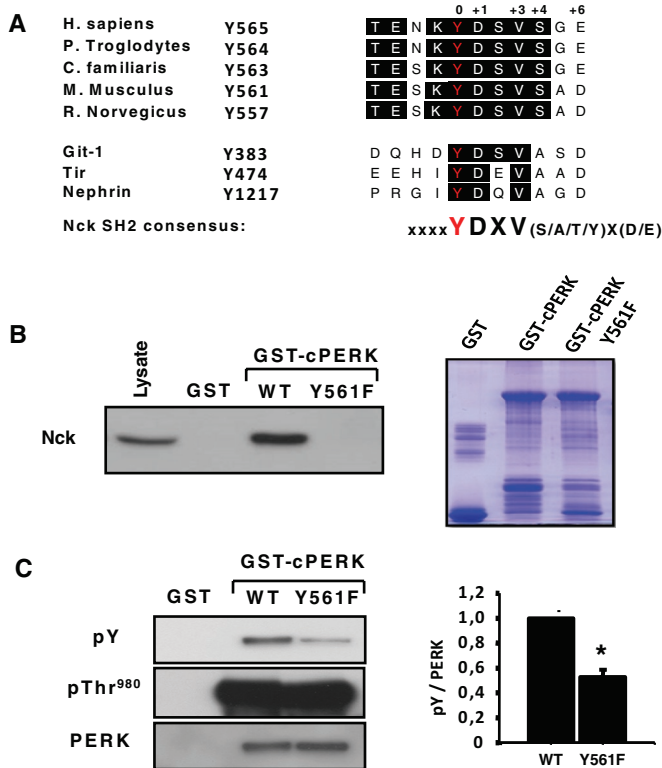 A
0 +1 +3 +4 +6
H. sapiens Y565 T E N K Y D S V S G E
P. Troglodytes Y564 T E N K Y D S V S G E
C. familiaris Y563 T E S K Y D S V S G E
M. Musculus Y561 T E S K Y D S V S A D
R. Norvegicus Y557 T E S K Y D S V S A D
Git-1 Y383 D Q H D Y D S V A S D
Tir Y474 E E H I Y D E V A A D
Nephrin Y1217 P R G I Y D Q V A G D
Nck SH2 consensus: xxxxYDXV(S/A/T/Y)X(D/E)
B
Lysate
GST
GST-cPERK
WT Y561F
Nck
GST
GST-cPERK
GST-cPERK
Y561F
C
GST-cPERK
GST WT Y561F
pY
pThr980
PERK
pY / PERK
1,2
1,0
0,8
0,6
0,4
0,2
0
*
WT Y561F